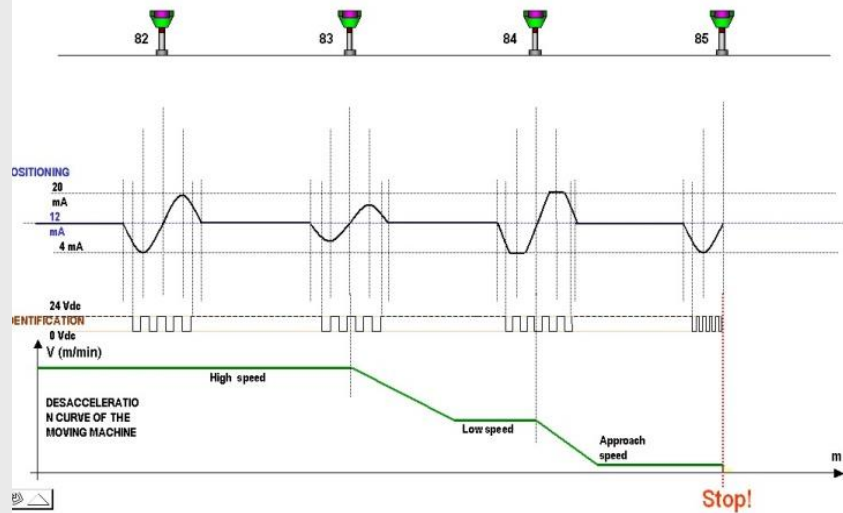 82
83
84
85
OSITIONING
20
mA
12
mA
4 mA
24 Vdc
DENTIFICATION
0 Vdc
V (m/min)
High speed
DESACCELERATIO
N CURVE OF THE
MOVING MACHINE
Low speed
Approach
speed
m
Stop!